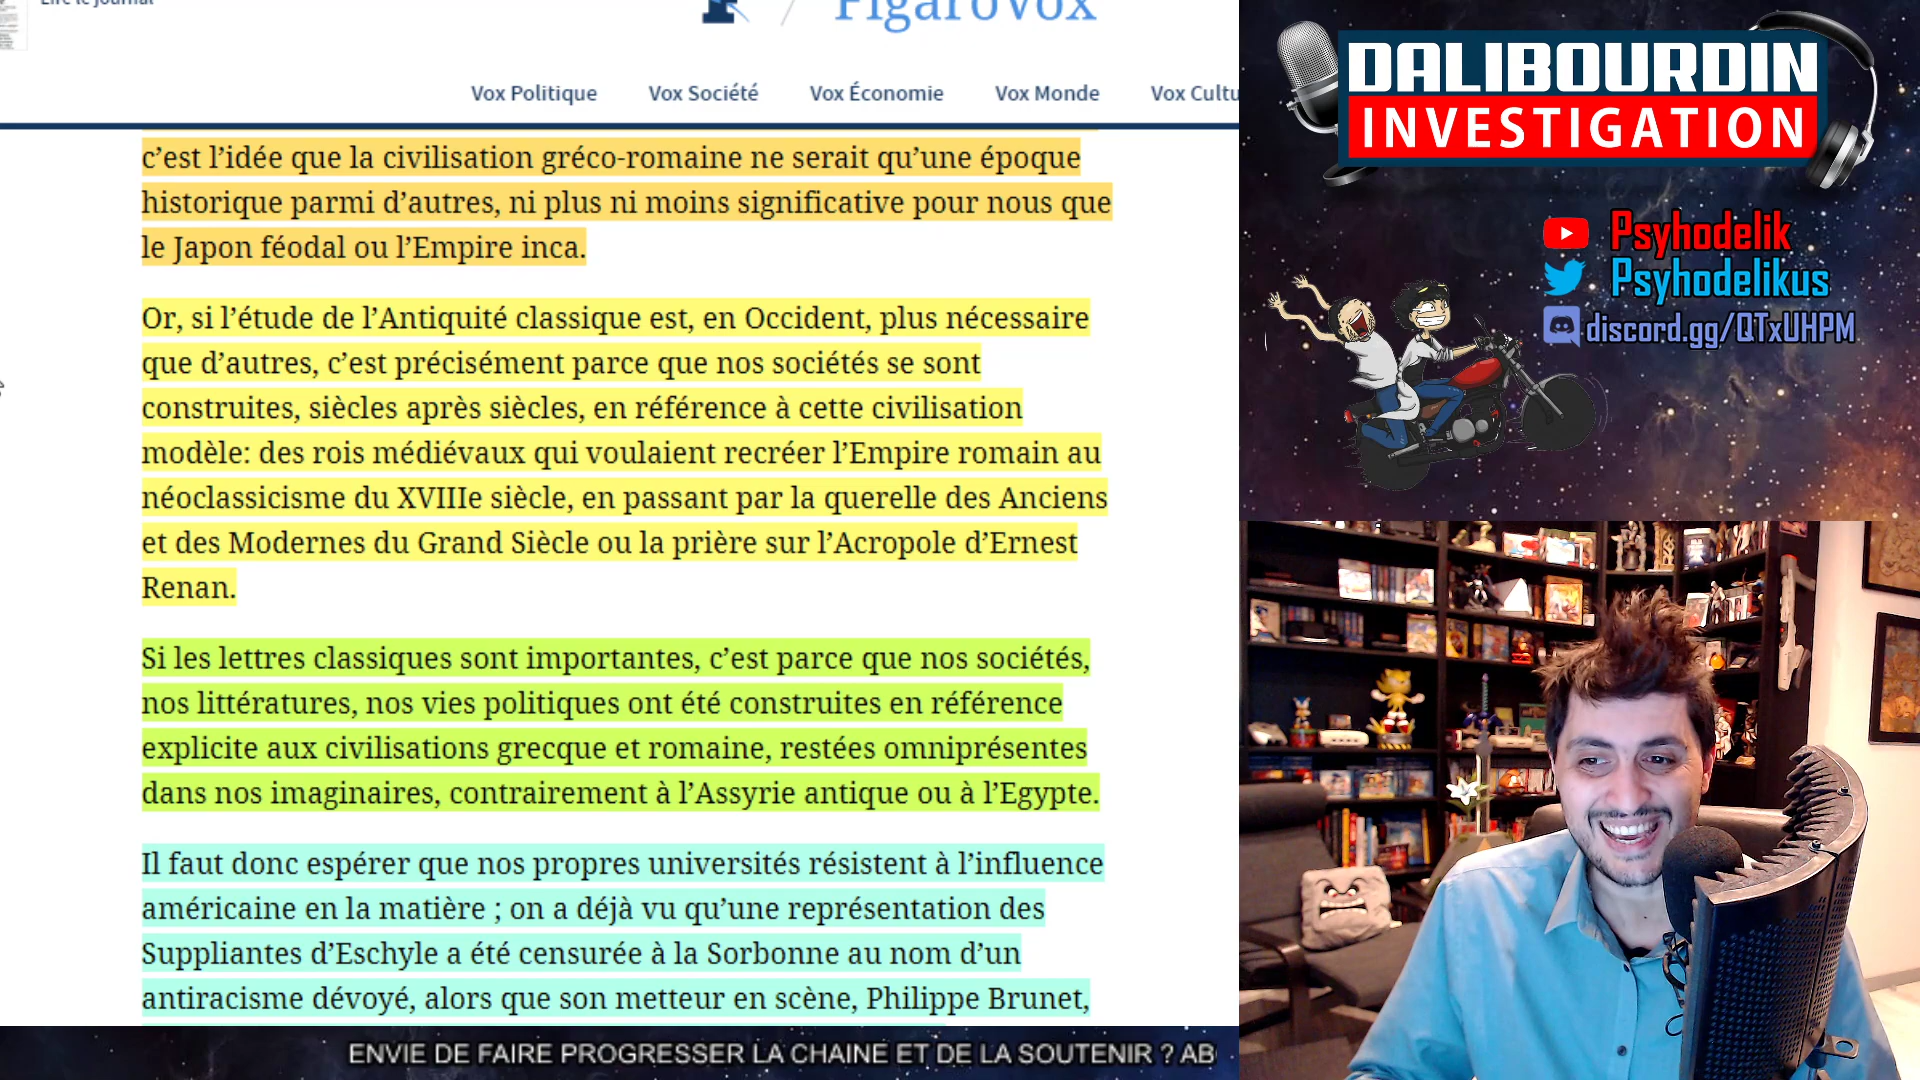 Lire le journal
FigaroVox
Vox Politique
Vox Société
Vox Économie
Vox Monde
Vox Cultu
c’est l’idée que la civilisation gréco-romaine ne serait qu’une époque
historique parmi d’autres, ni plus ni moins significative pour nous que
le Japon féodal ou l’Empire inca.
Or, si l’étude de l’Antiquité classique est, en Occident, plus nécessaire
que d’autres, c’est précisément parce que nos sociétés se sont
construites, siècles après siècles, en référence à cette civilisation
modèle: des rois médiévaux qui voulaient recréer l’Empire romain au
néoclassicisme du XVIIIe siècle, en passant par la querelle des Anciens
et des Modernes du Grand Siècle ou la prière sur l’Acropole d’Ernest
Renan.
Si les lettres classiques sont importantes, c’est parce que nos sociétés,
nos littératures, nos vies politiques ont été construites en référence
explicite aux civilisations grecque et romaine, restées omniprésentes
dans nos imaginaires, contrairement à l’Assyrie antique ou à l’Egypte.
Il faut donc espérer que nos propres universités résistent à l’influence
américaine en la matière ; on a déjà vu qu’une représentation des
Suppliantes d’Eschyle a été censurée à la Sorbonne au nom d’un
antiracisme dévoyé, alors que son metteur en scène, Philippe Brunet,
ENVIE DE FAIRE PROGRESSER LA CHAINE ET DE LA SOUTENIR ? AB
DALIBOURDIN
INVESTIGATION
Psyhodelik
Psyhodelikus
discord.gg/QTxUHPM